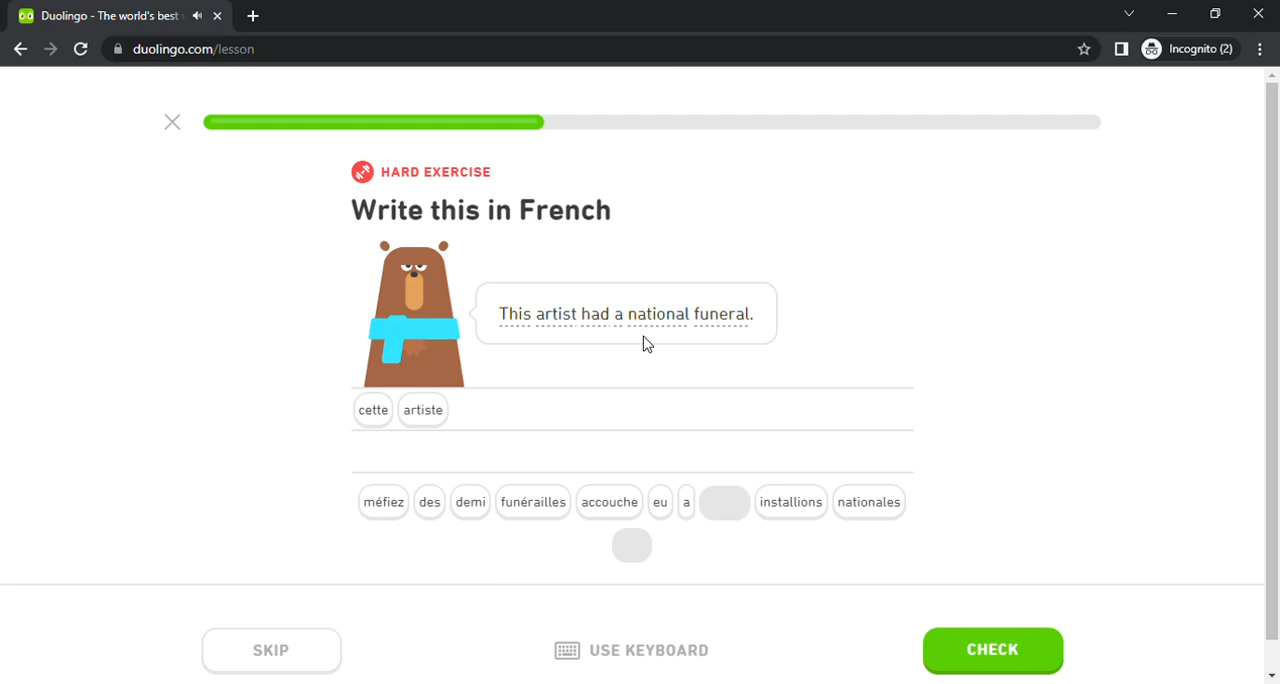 Duolingo - The world's best
duolingo.com/lesson
Incognito (2)
HARD EXERCISE
Write this in French
This artist had a national funeral.
cette artiste
méfiez des demi funérailles accouche eu a installions nationales
SKIP USE KEYBOARD CHECK